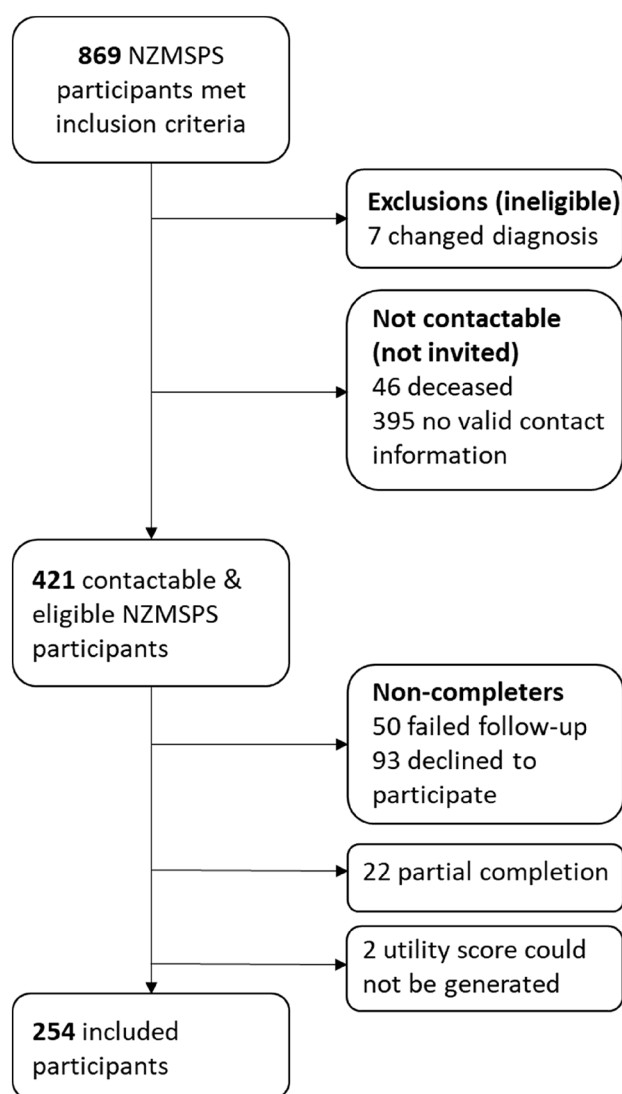 869 NZMSPS
participants met
inclusion criteria
Exclusions (ineligible)
7 changed diagnosis
Not contactable
(not invited)
46 deceased
395 no valid contact
information
421 contactable &
eligible NZMSPS
participants
Non-completers
50 failed follow-up
93 declined to
participate
22 partial completion
2 utility score could
not be generated
254 included
participants